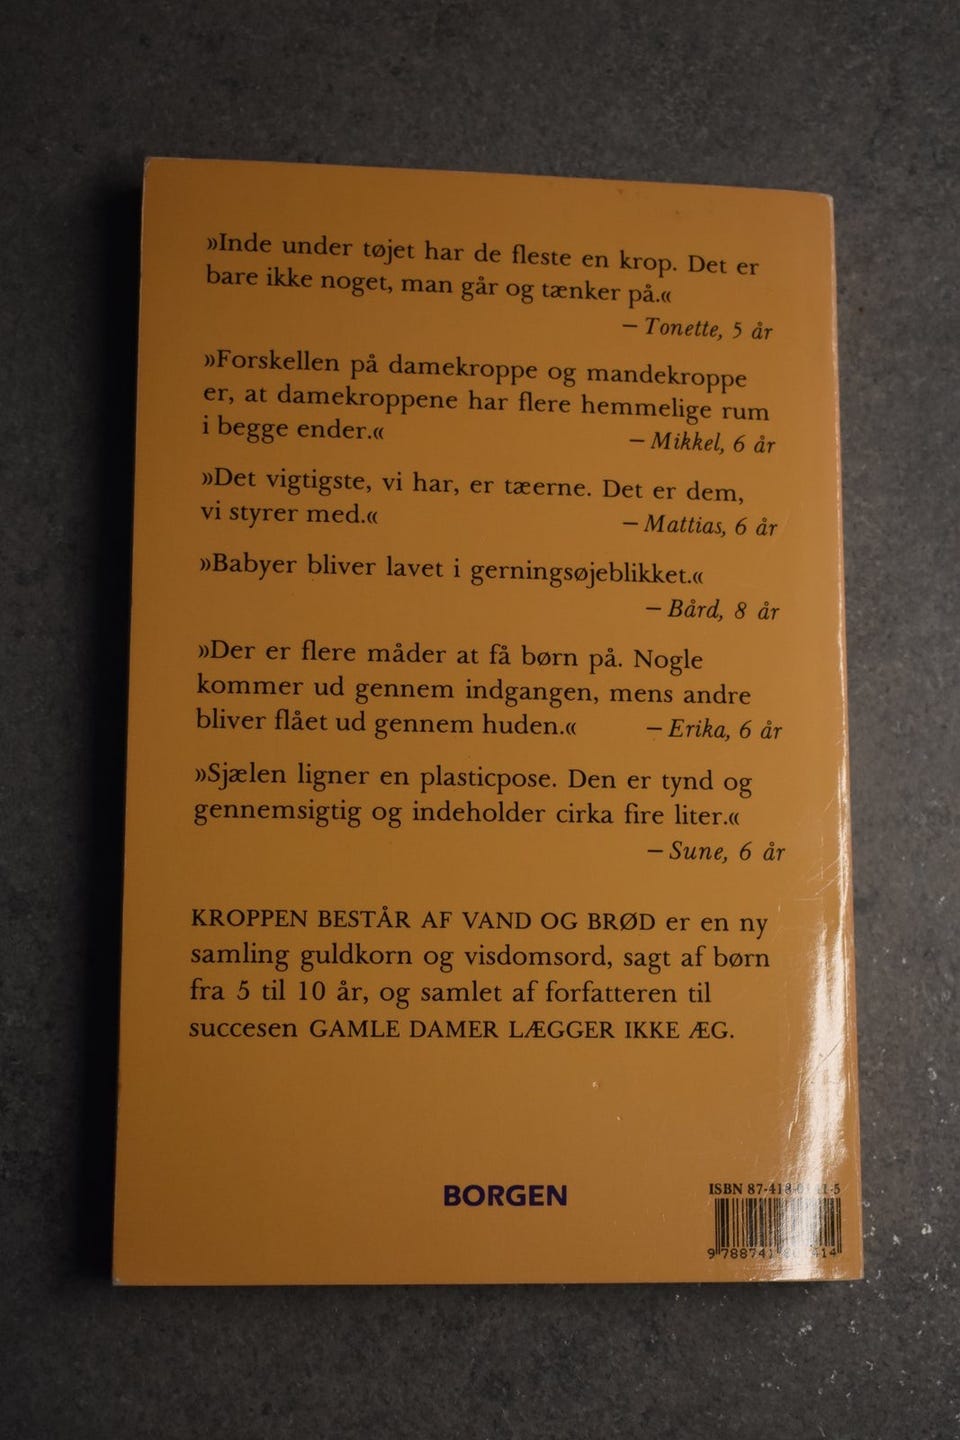 »Inde under tøjet har de fleste en krop. Det er
bare ikke noget, man går og tænker på.«
– Tonette, 5 år
»Forskellen på damekroppe og mandekroppe
er, at damekroppene har flere hemmelige rum
i begge ender.« – Mikkel, 6 år
»Det vigtigste, vi har, er tæerne. Det er dem,
vi styrer med.« – Mattias, 6 år
»Babyer bliver lavet i gerningsøjeblikket.«
– Bård, 8 år
»Der er flere måder at få børn på. Nogle
kommer ud gennem indgangen, mens andre
bliver flået ud gennem huden.« – Erika, 6 år
»Sjælen ligner en plasticpose. Den er tynd og
gennemsigtig og indeholder cirka fire liter.«
– Sune, 6 år
KROPPEN BESTÅR AF VAND OG BRØD er en ny
samling guldkorn og visdomsord, sagt af børn
fra 5 til 10 år, og samlet af forfatteren til
succesen GAMLE DAMER LÆGGER IKKE ÆG.
BORGEN
ISBN